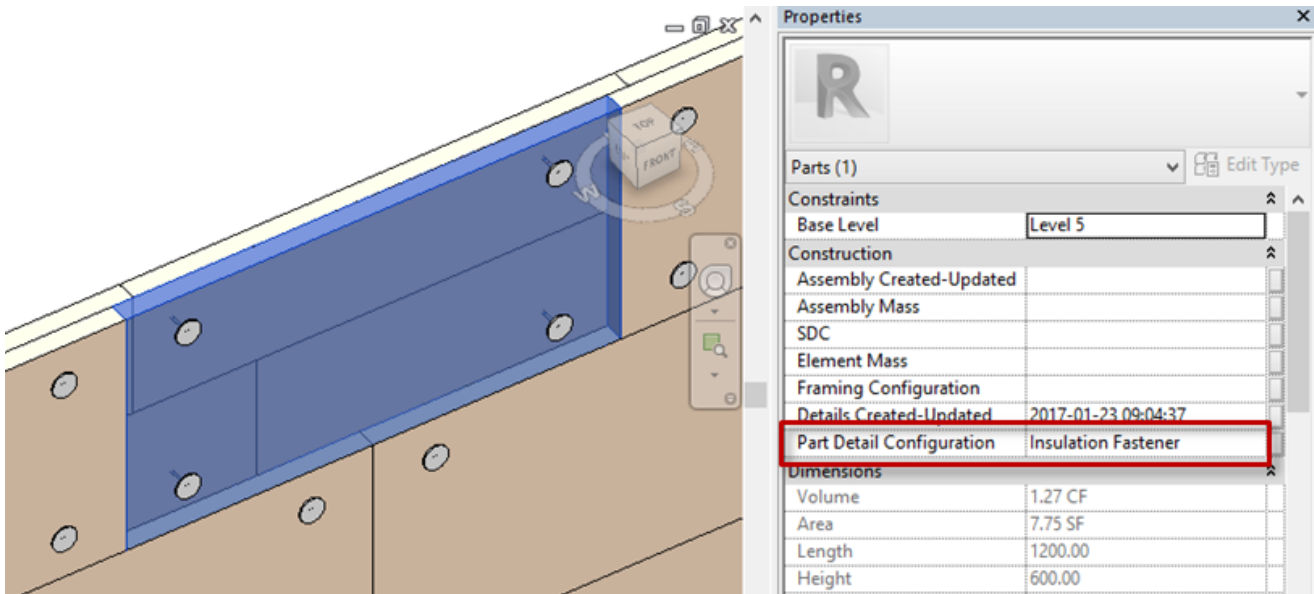 Properties
Parts (1)
Edit Type
Constraints
Base Level Level 5
Construction
Assembly Created-Updated
Assembly Mass
SDC
Element Mass
Framing Configuration
Details Created-Updated 2017-01-23 09:04:37
Part Detail Configuration Insulation Fastener
Dimensions
Volume 1.27 CF
Area 7.75 SF
Length 1200.00
Height 600.00
TOP
FRONT
W
S
R